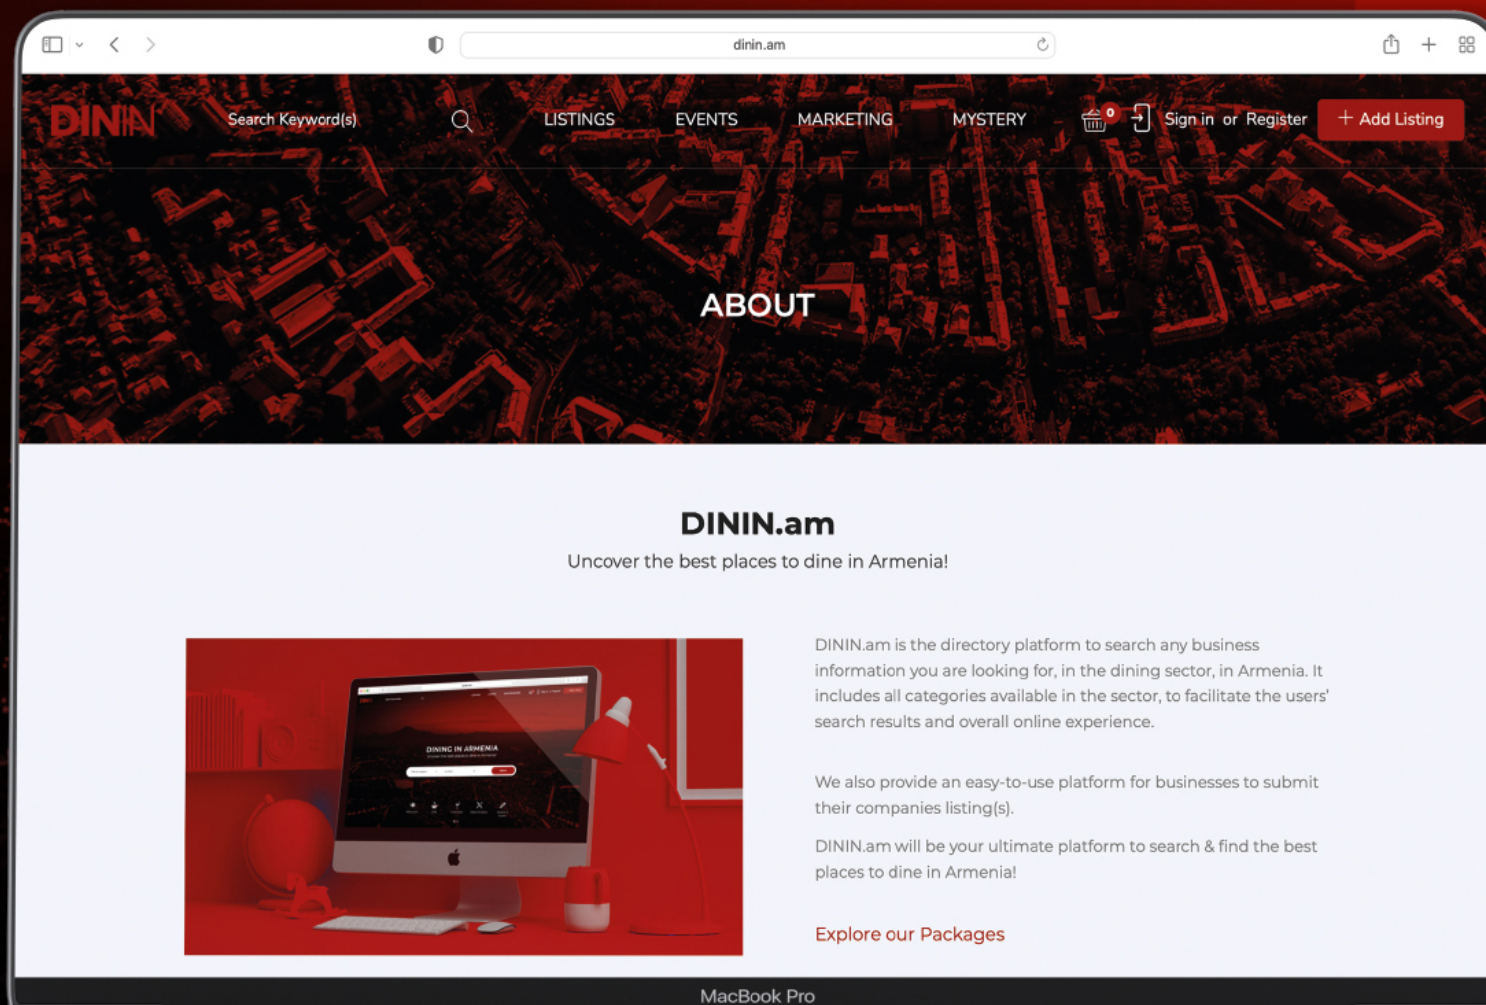 dinin.am
DININ
Search Keyword(s)
LISTINGS
EVENTS
MARKETING
MYSTERY
0
Sign in or Register
+ Add Listing
ABOUT
DININ.am
Uncover the best places to dine in Armenia!
DINING IN ARMENIA
DININ.am is the directory platform to search any business
information you are looking for, in the dining sector, in Armenia. It
includes all categories available in the sector, to facilitate the users'
search results and overall online experience.
We also provide an easy-to-use platform for businesses to submit
their companies listing(s).
DININ.am will be your ultimate platform to search & find the best
places to dine in Armenia!
Explore our Packages
MacBook Pro